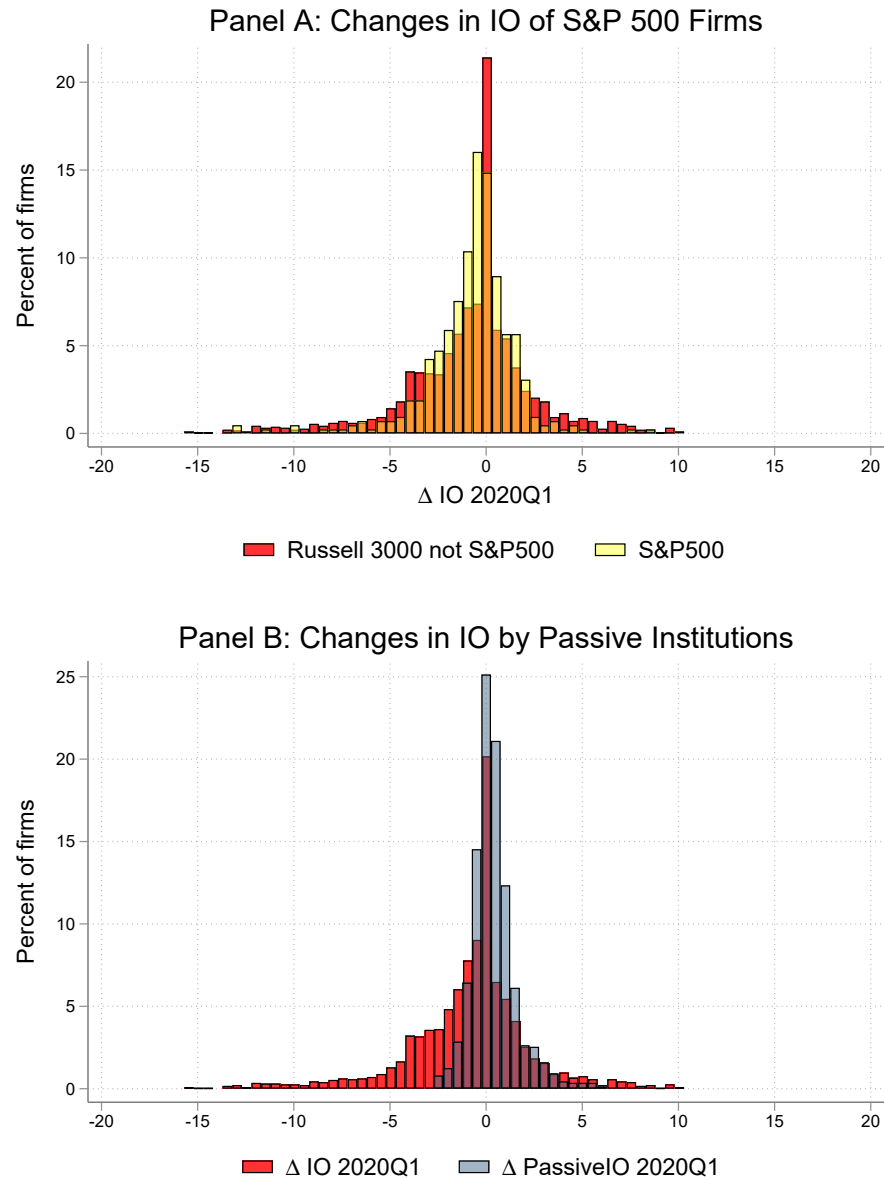 Panel A: Changes in IO of S&P 500 Firms
Percent of firms
20
15
10
5
0
-20 -15 -10 -5 0 5 10 15 20
Δ IO 2020Q1
Russell 3000 not S&P500 S&P500
Panel B: Changes in IO by Passive Institutions
Percent of firms
25
20
15
10
5
0
-20 -15 -10 -5 0 5 10 15 20
Δ IO 2020Q1 Δ PassiveIO 2020Q1